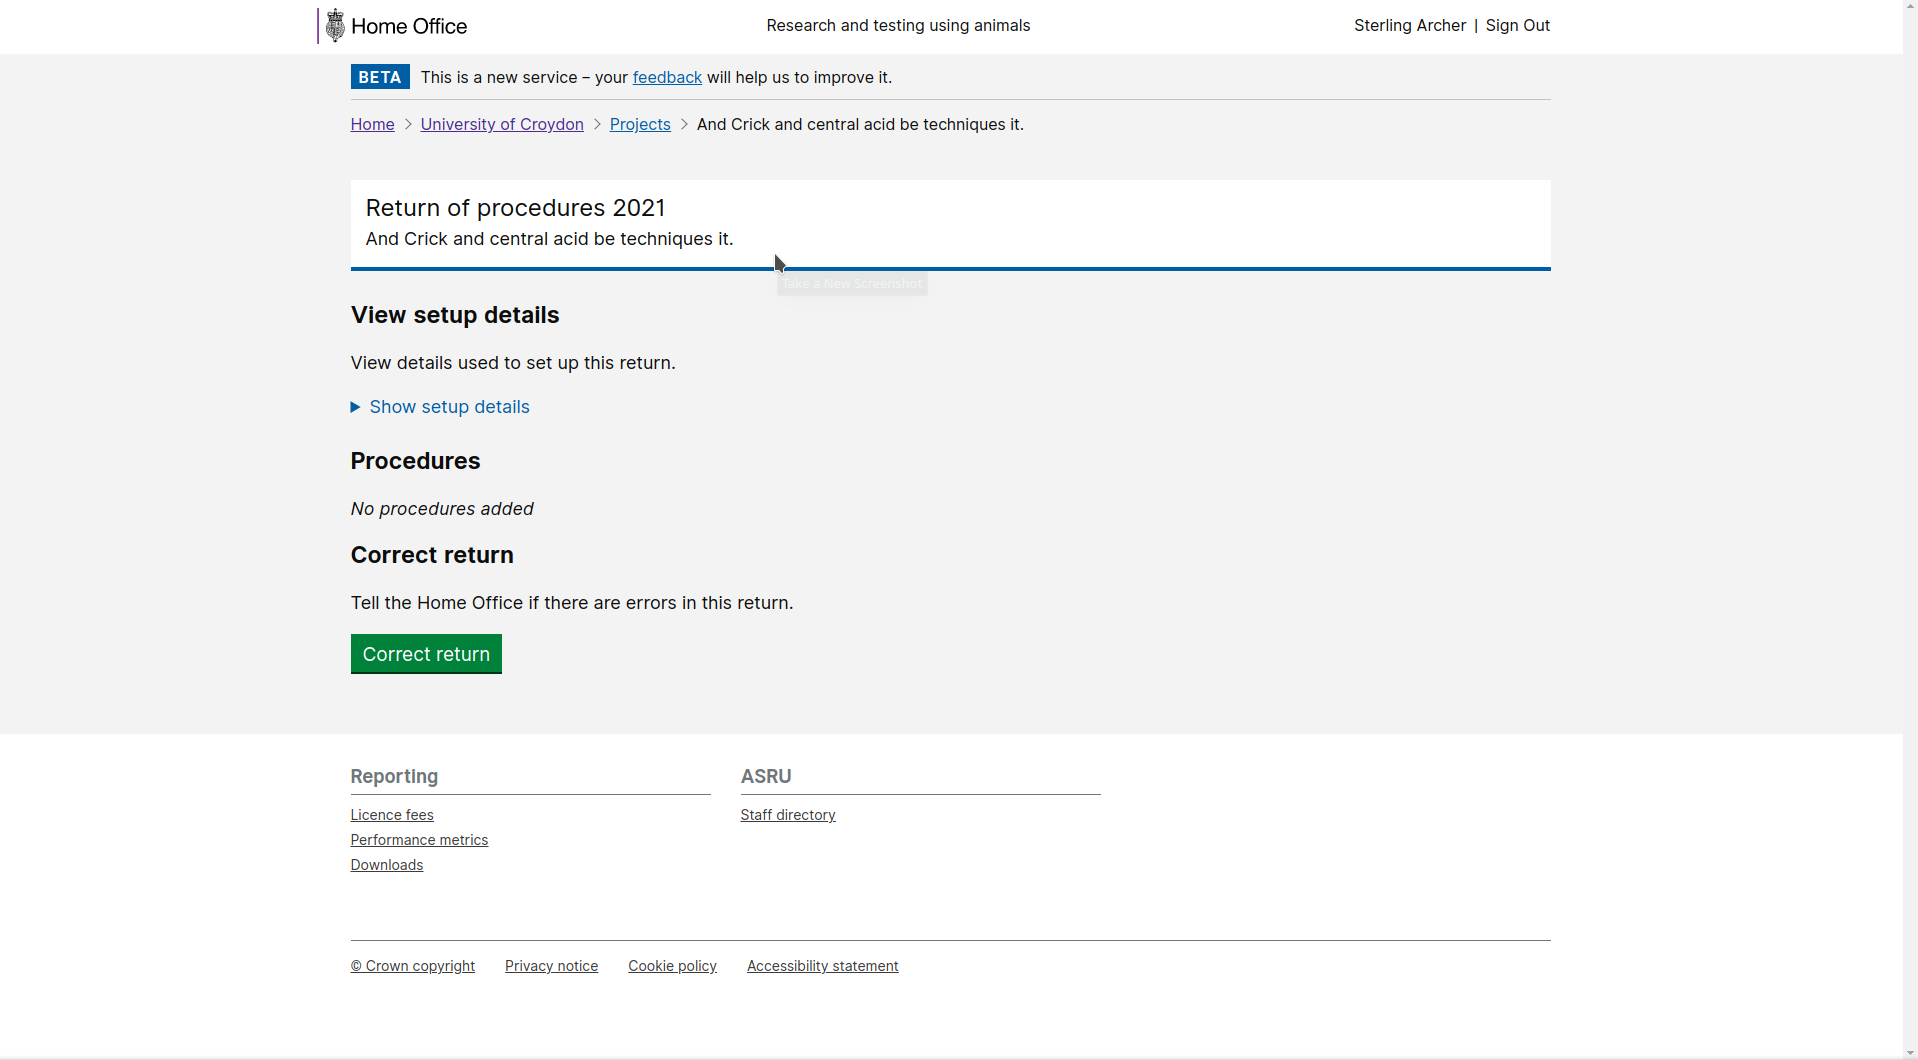 Home Office
Research and testing using animals
Sterling Archer | Sign Out
BETA This is a new service – your feedback will help us to improve it.
Home > University of Croydon > Projects > And Crick and central acid be techniques it.
Return of procedures 2021
And Crick and central acid be techniques it.
Take a New Screenshot
View setup details
View details used to set up this return.
Show setup details
Procedures
No procedures added
Correct return
Tell the Home Office if there are errors in this return.
Correct return
Reporting
Licence fees
Performance metrics
Downloads
ASRU
Staff directory
© Crown copyright Privacy notice Cookie policy Accessibility statement